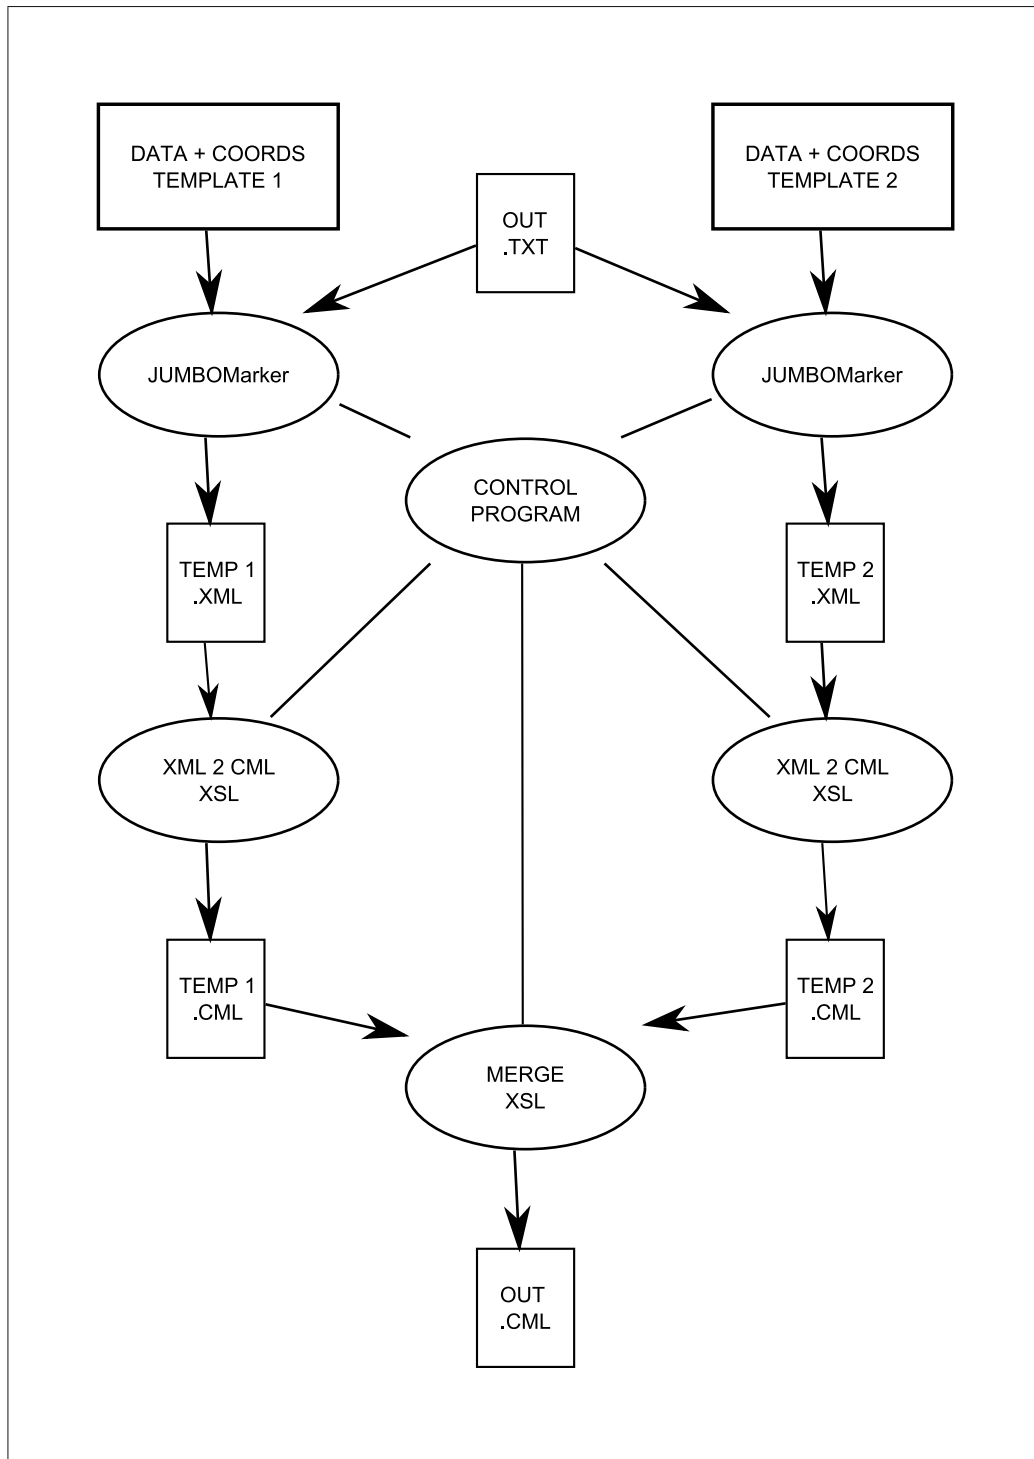 DATA + COORDS
TEMPLATE 1
DATA + COORDS
TEMPLATE 2
OUT
.TXT
JUMBOMarker
JUMBOMarker
CONTROL
PROGRAM
TEMP 1
.XML
TEMP 2
.XML
XML 2 CML
XSL
XML 2 CML
XSL
TEMP 1
.CML
TEMP 2
.CML
MERGE
XSL
OUT
.CML